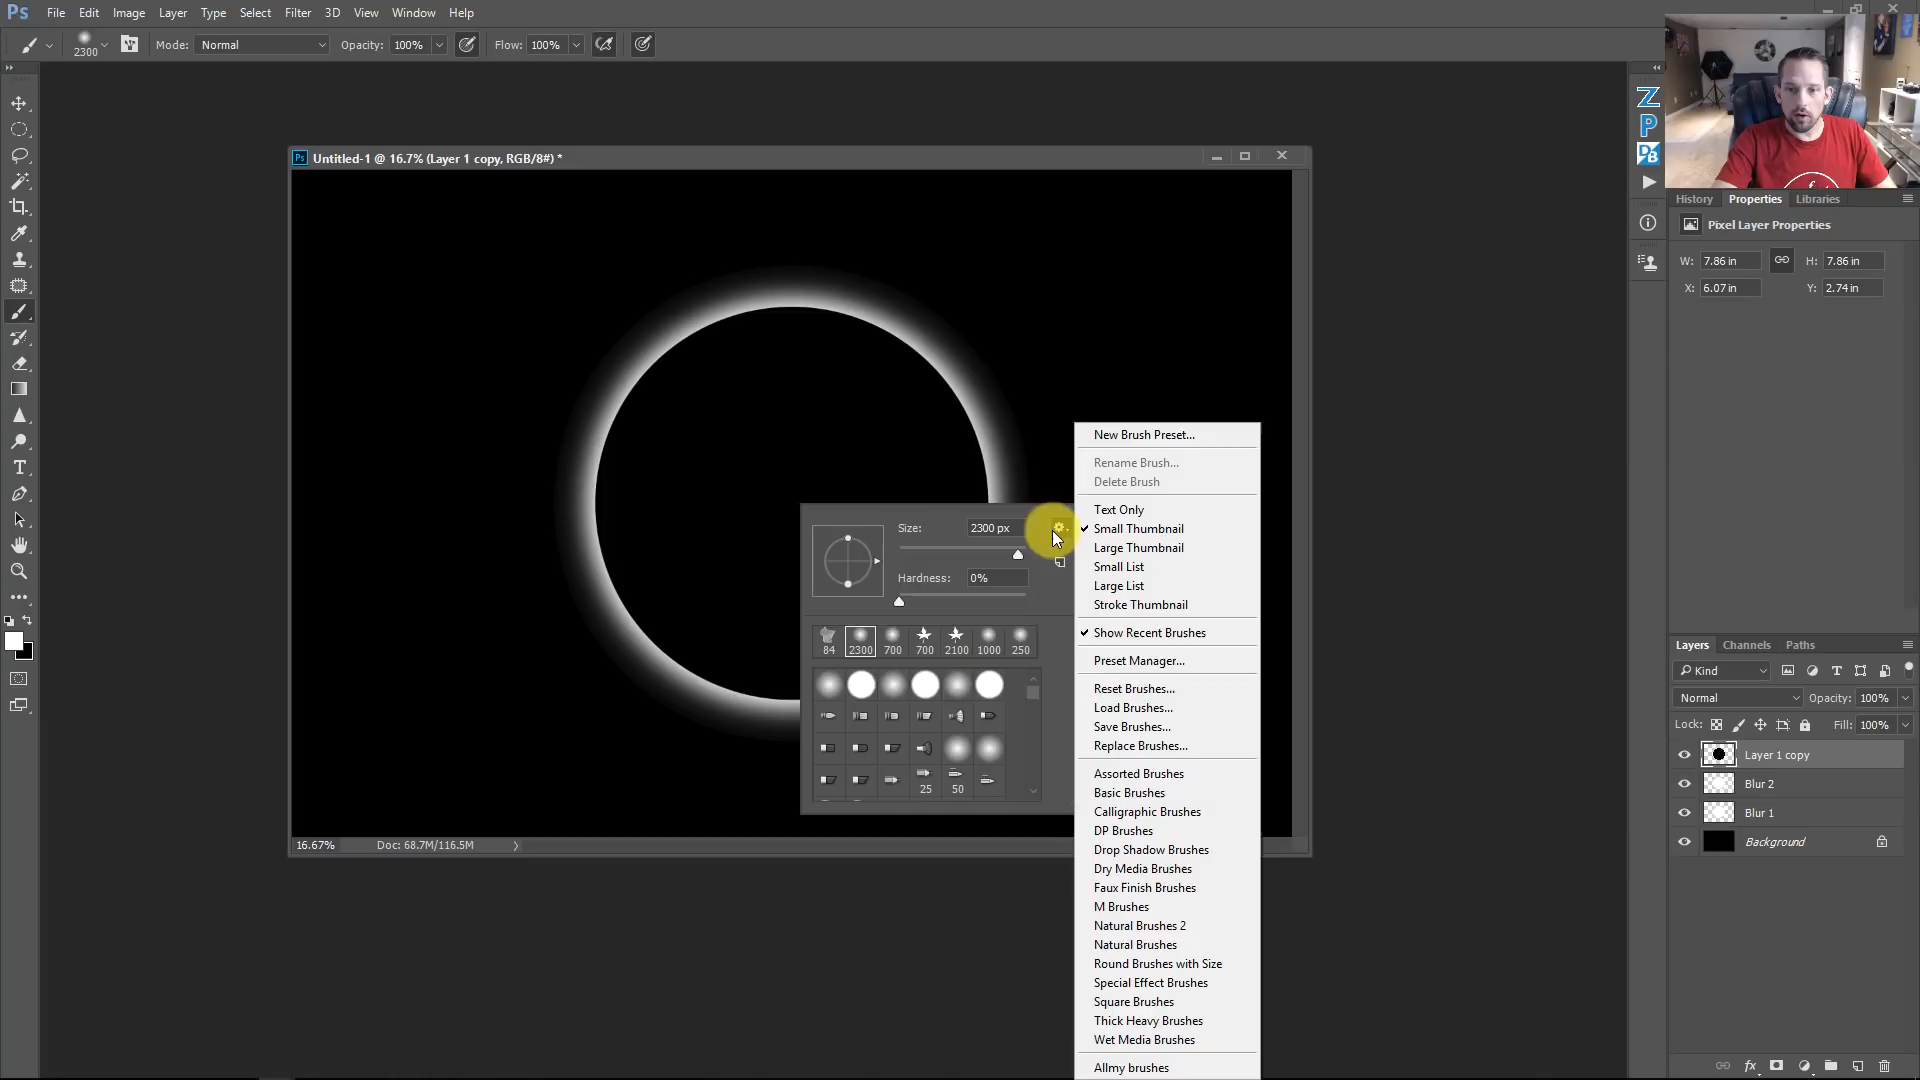 Ps File Edit Image Layer Type Select Filter 3D View Window Help
2300 Mode: Normal Opacity: 100% Flow: 100%
Ps Untitled-1 @ 16.7% (Layer 1 copy, RGB/8#) *
Z
P
DB
History Properties Libraries
Pixel Layer Properties
W: 7.86 in H: 7.86 in
X: 6.07 in Y: 2.74 in
Size: 2300 px
Hardness: 0%
84 2300 700 700 2100 1000 250
25 50
New Brush Preset...
Rename Brush...
Delete Brush
Text Only
Small Thumbnail
Large Thumbnail
Small List
Large List
Stroke Thumbnail
Show Recent Brushes
Preset Manager...
Reset Brushes...
Load Brushes...
Save Brushes...
Replace Brushes...
Assorted Brushes
Basic Brushes
Calligraphic Brushes
DP Brushes
Drop Shadow Brushes
Dry Media Brushes
Faux Finish Brushes
M Brushes
Natural Brushes 2
Natural Brushes
Round Brushes with Size
Special Effect Brushes
Square Brushes
Thick Heavy Brushes
Wet Media Brushes
Allmy brushes
Layers Channels Paths
Kind
Normal Opacity: 100%
Lock: Fill: 100%
Layer 1 copy
Blur 2
Blur 1
Background
fx
16.67% Doc: 68.7M/116.5M